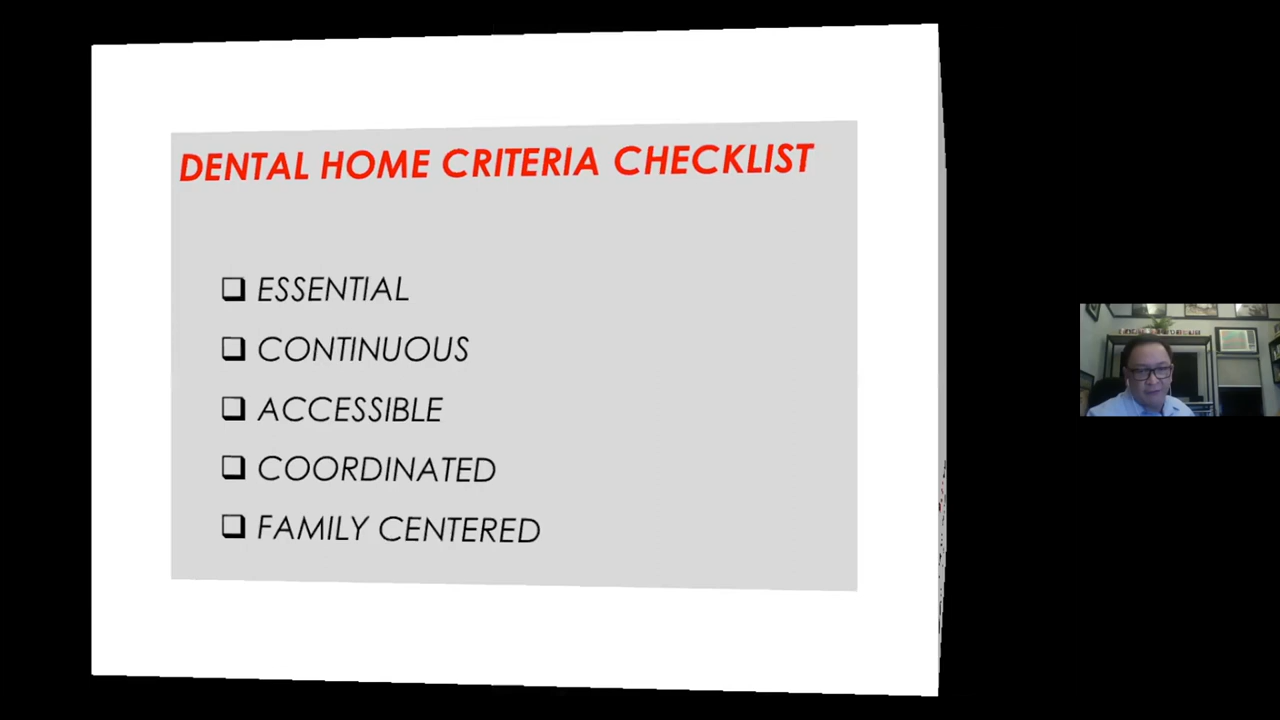 DENTAL HOME CRITERIA CHECKLIST
ESSENTIAL
CONTINUOUS
ACCESSIBLE
COORDINATED
FAMILY CENTERED